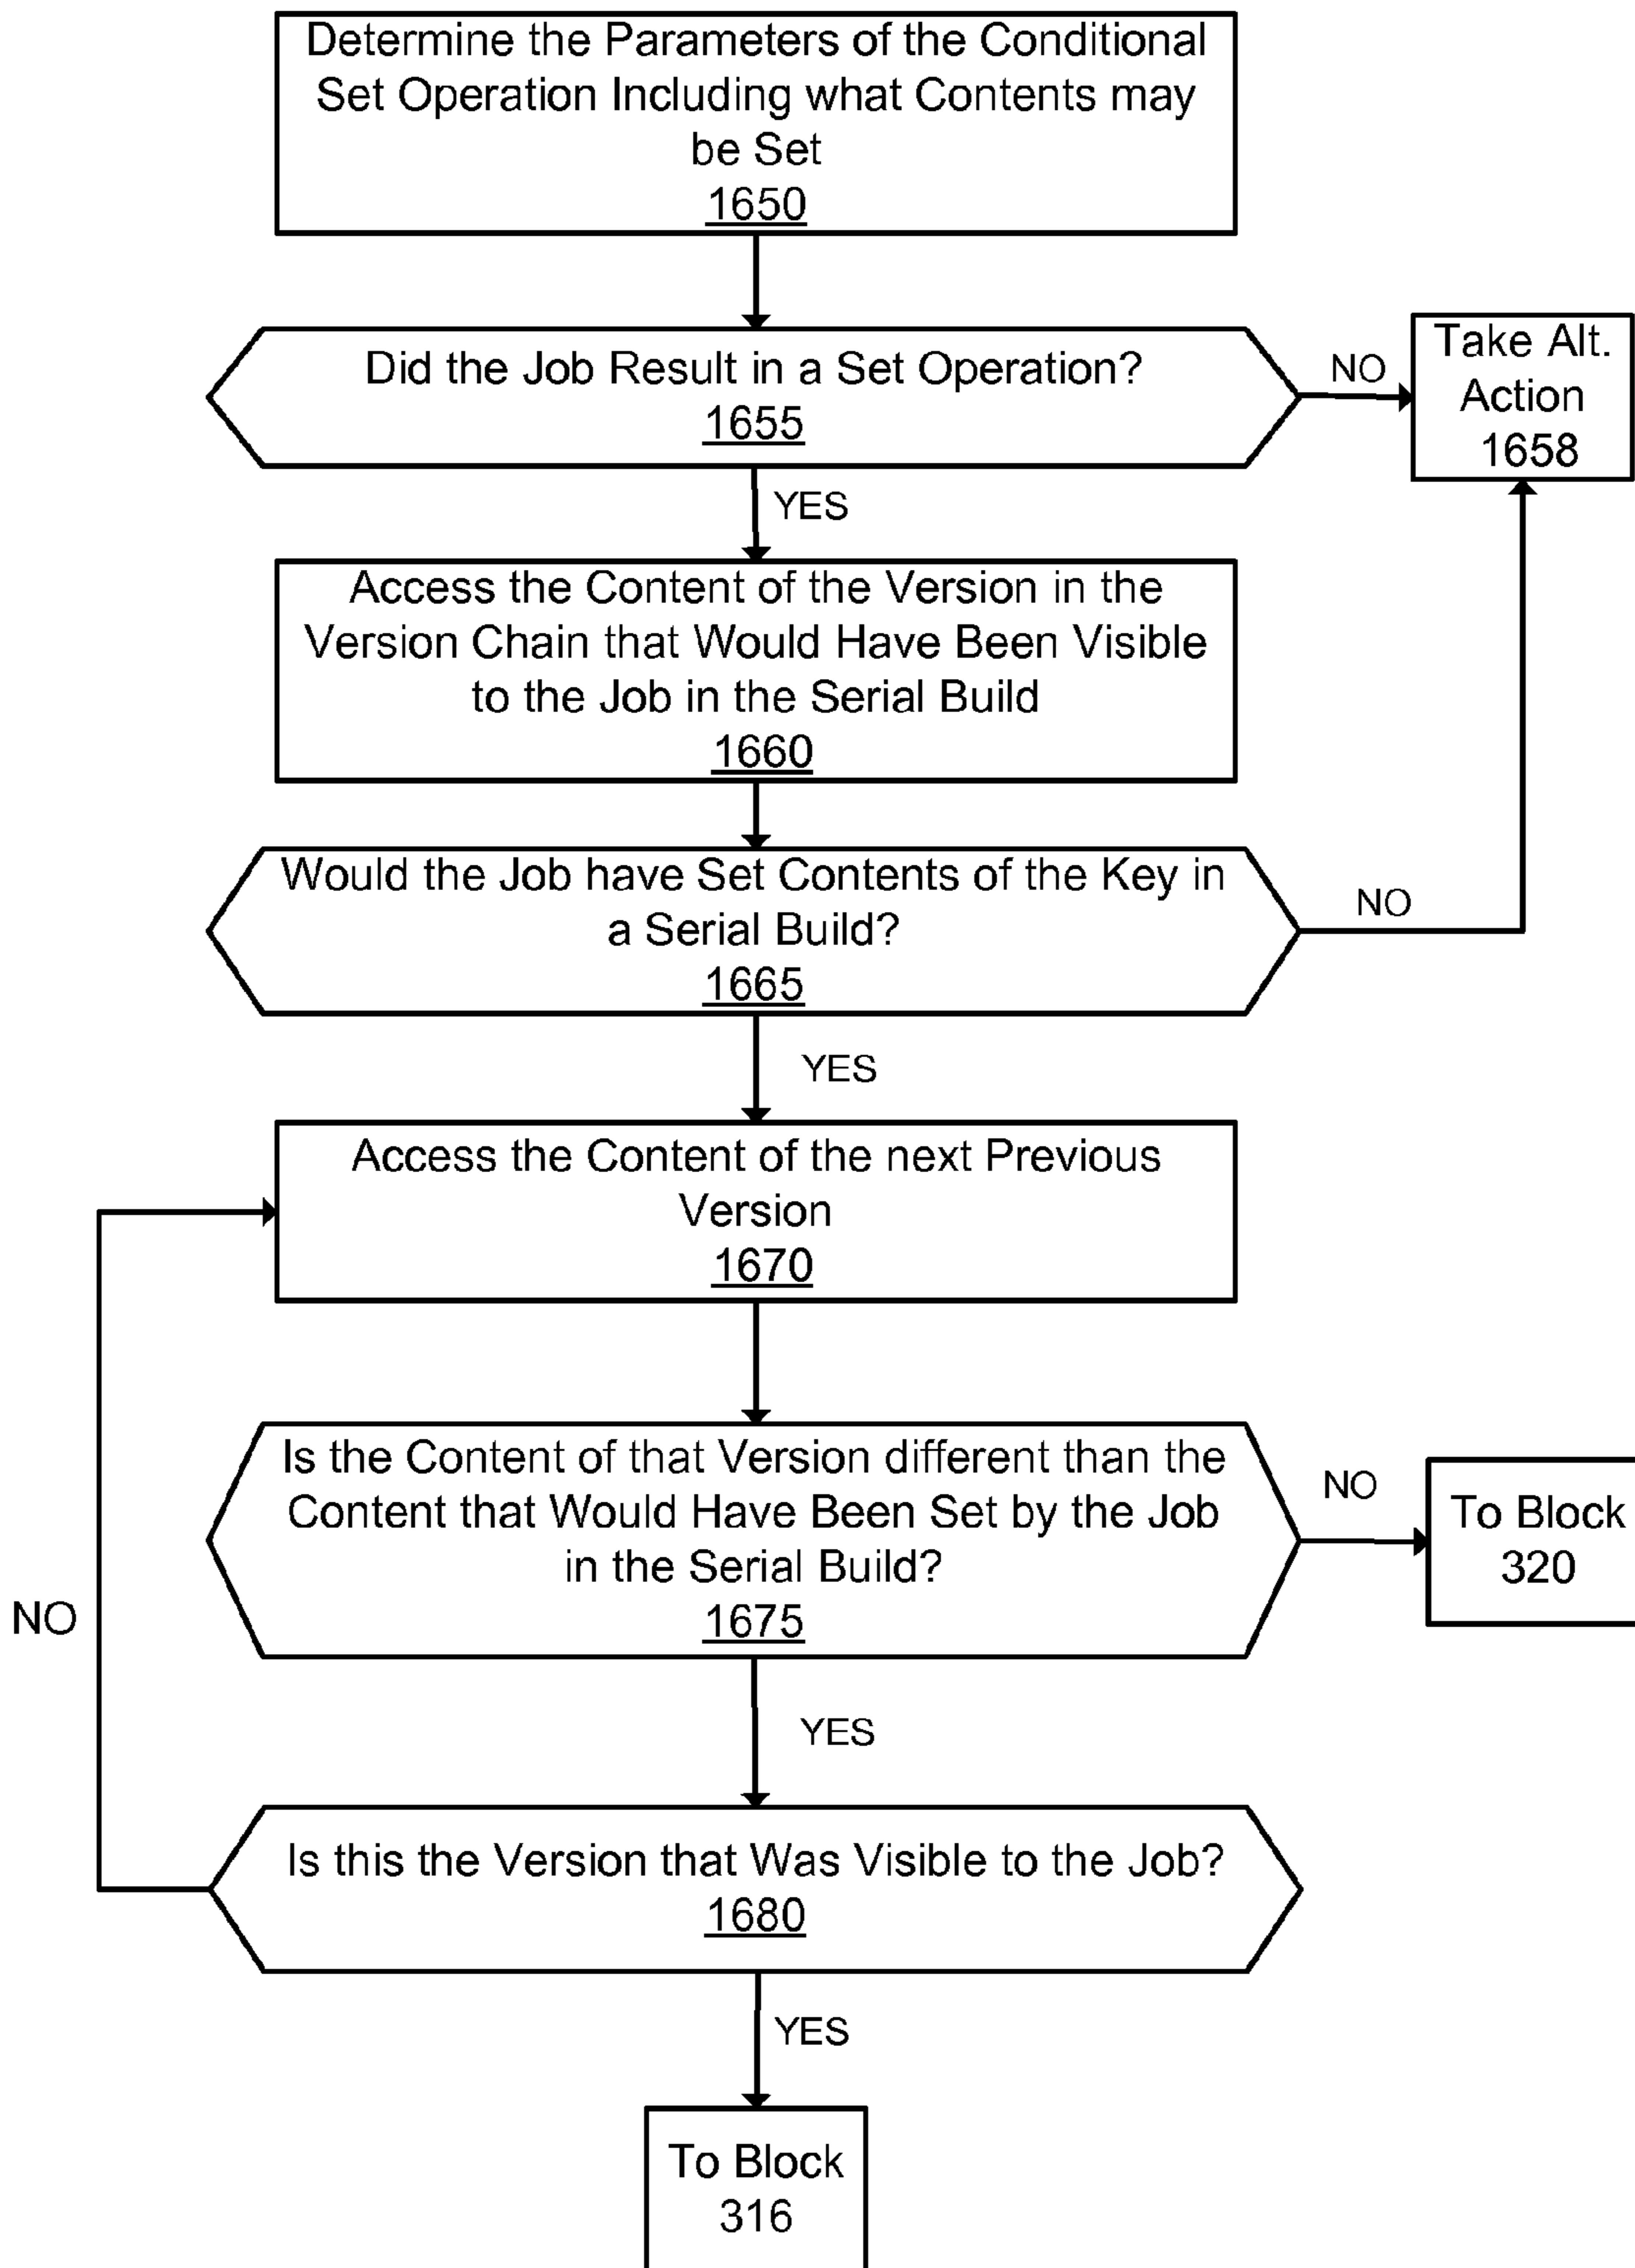 Determine the Parameters of the Conditional
Set Operation Including what Contents may
be Set
1650
Did the Job Result in a Set Operation?
1655
NO
Take Alt.
Action
1658
YES
Access the Content of the Version in the
Version Chain that Would Have Been Visible
to the Job in the Serial Build
1660
Would the Job have Set Contents of the Key in
a Serial Build?
1665
NO
YES
Access the Content of the next Previous
Version
1670
Is the Content of that Version different than the
Content that Would Have Been Set by the Job
in the Serial Build?
1675
NO
To Block
320
NO
YES
Is this the Version that Was Visible to the Job?
1680
YES
To Block
316